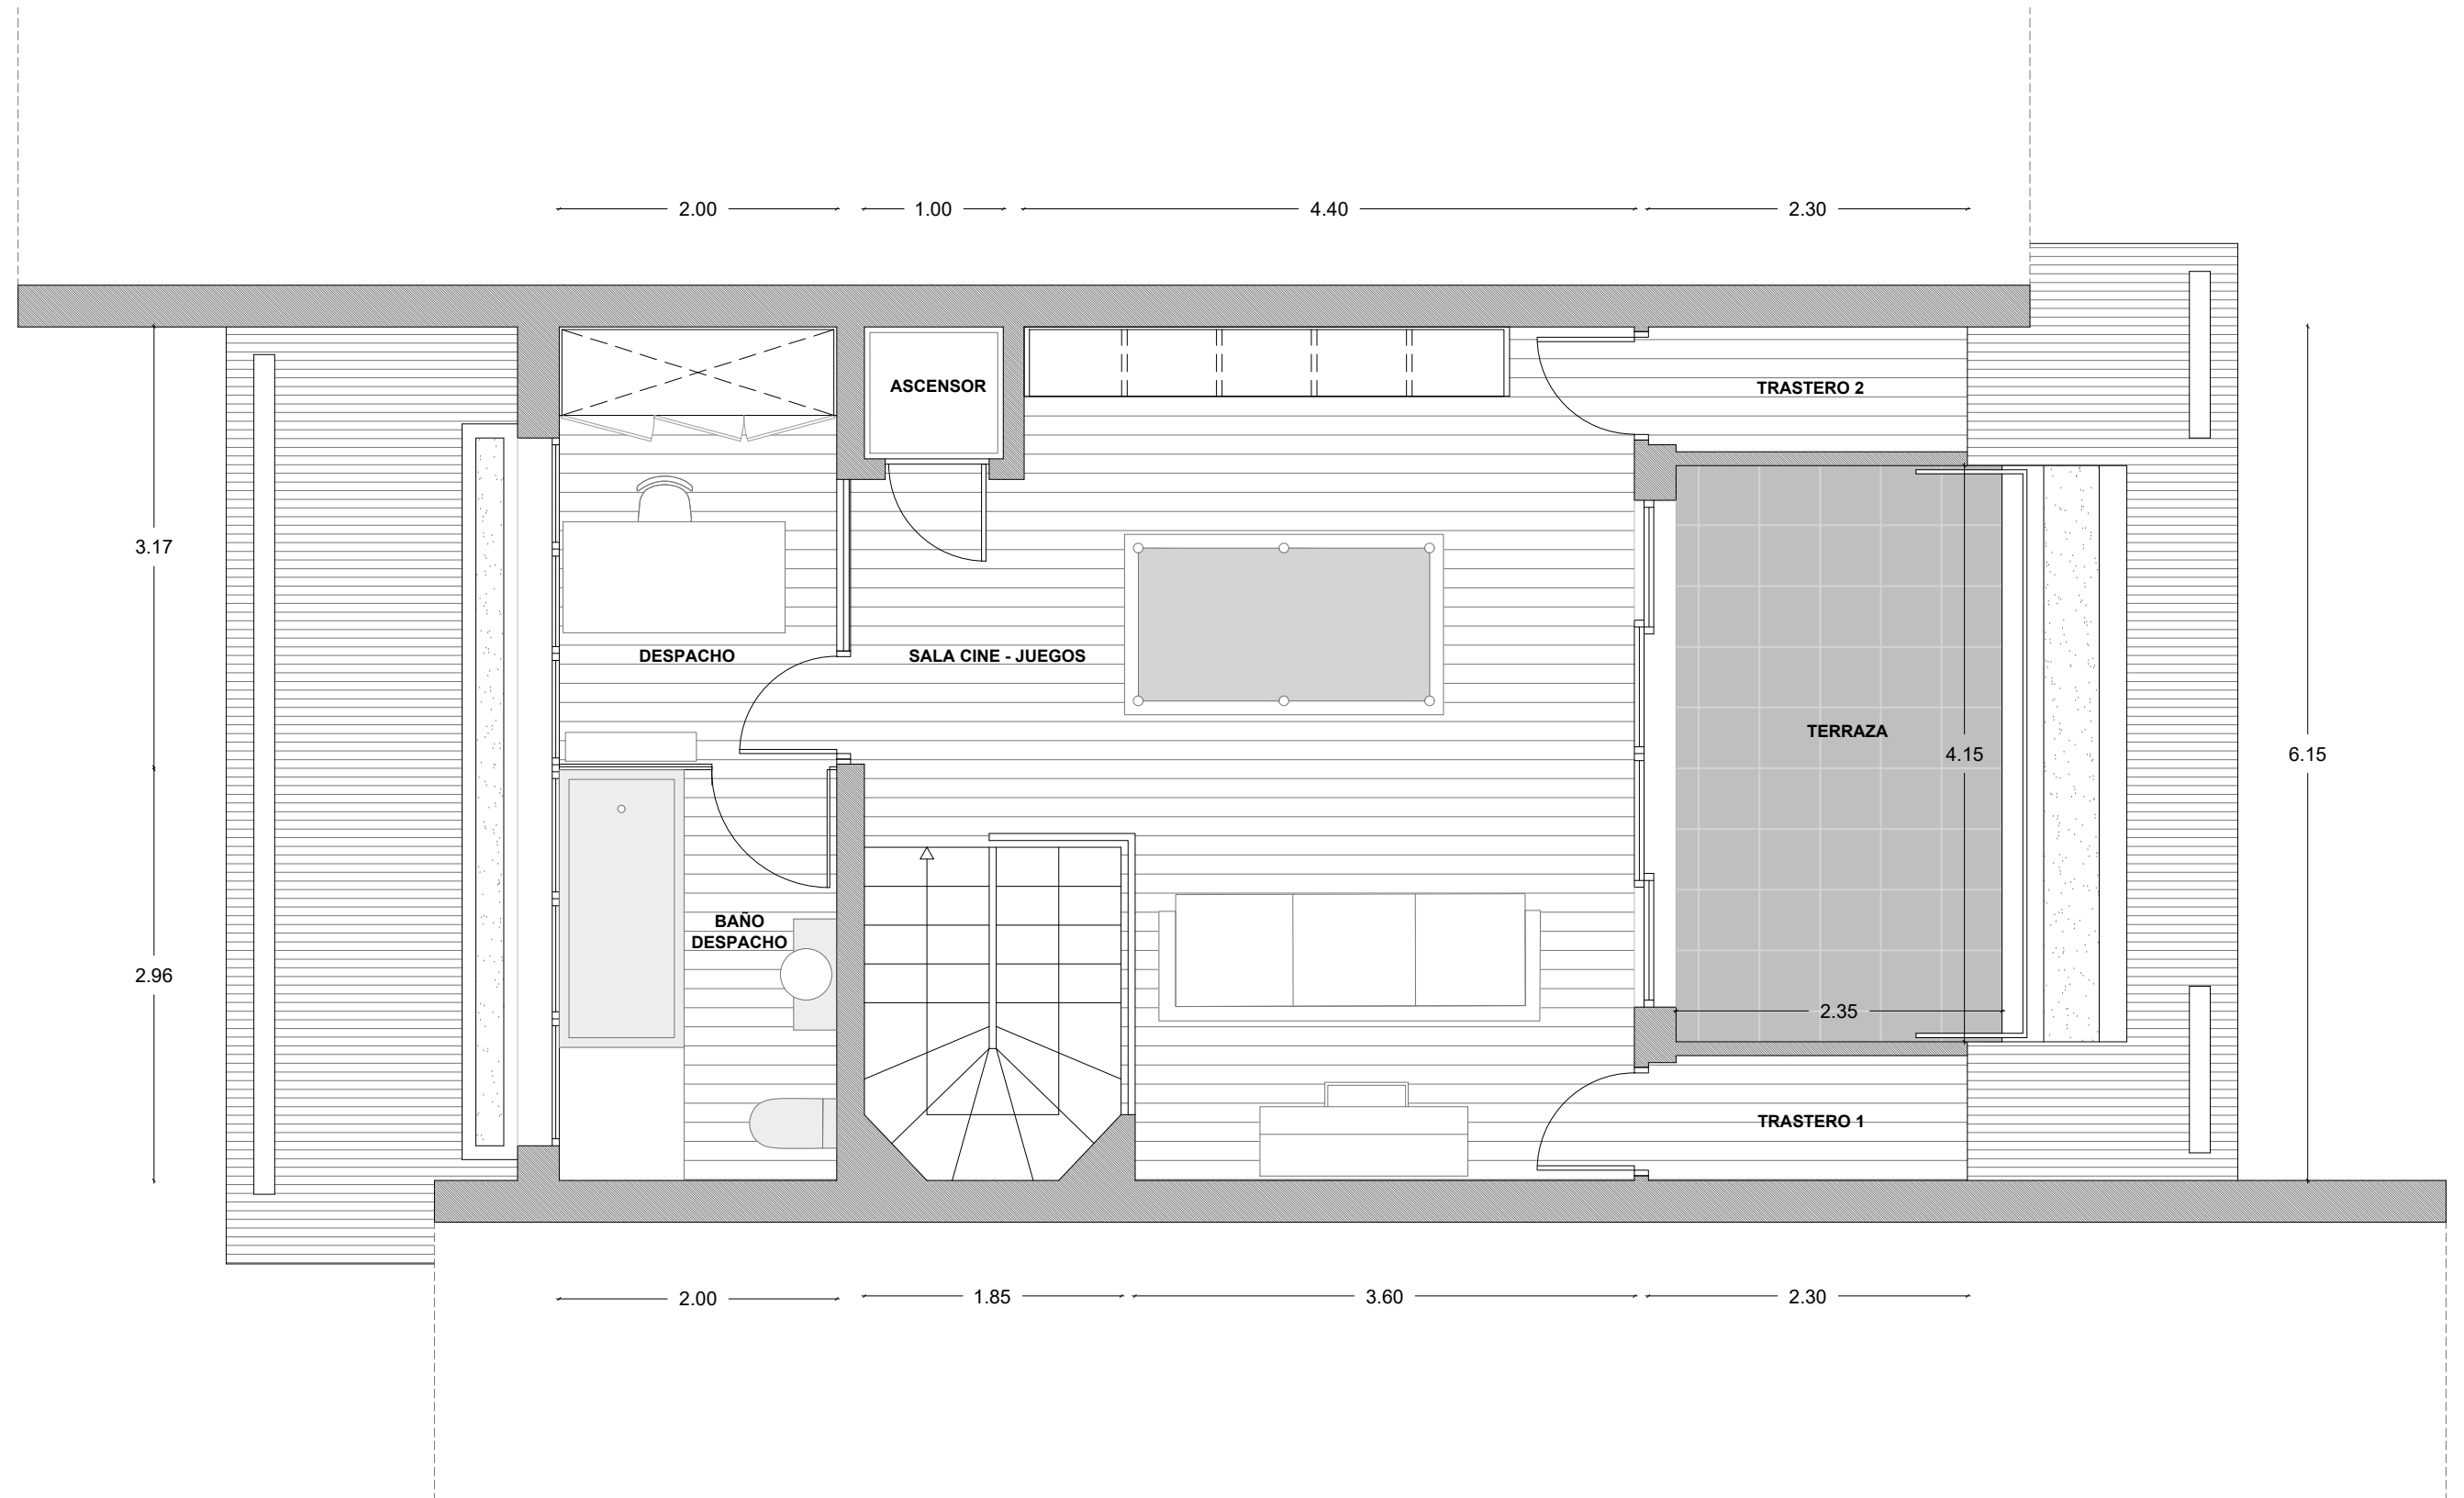 2.00
1.00
4.40
2.30
ASCENSOR
TRASTERO 2
3.17
DESPACHO
SALA CINE - JUEGOS
TERRAZA
4.15
6.15
BAÑO
DESPACHO
2.96
2.35
TRASTERO 1
2.00
1.85
3.60
2.30